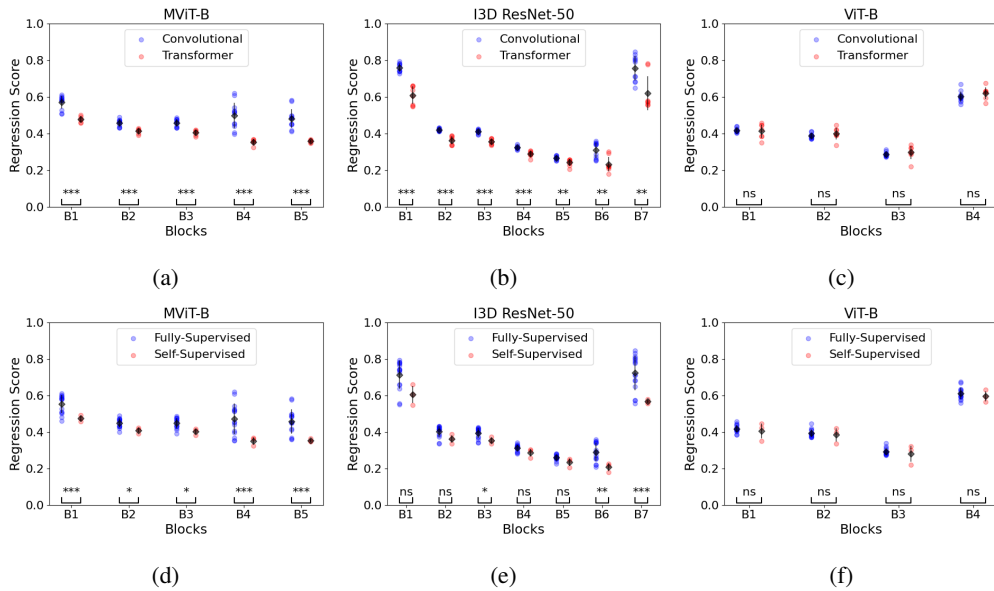 MViT-B
Regression Score
1.0
0.8
0.6
0.4
0.2
0.0
Convolutional
Transformer
*** *** *** *** ***
B1 B2 B3 B4 B5
Blocks
(a)
I3D ResNet-50
Regression Score
1.0
0.8
0.6
0.4
0.2
0.0
Convolutional
Transformer
*** *** *** *** ** ** **
B1 B2 B3 B4 B5 B6 B7
Blocks
(b)
ViT-B
Regression Score
1.0
0.8
0.6
0.4
0.2
0.0
Convolutional
Transformer
ns ns ns ns
B1 B2 B3 B4
Blocks
(c)
MViT-B
Regression Score
1.0
0.8
0.6
0.4
0.2
0.0
Fully-Supervised
Self-Supervised
*** * * *** ***
B1 B2 B3 B4 B5
Blocks
(d)
I3D ResNet-50
Regression Score
1.0
0.8
0.6
0.4
0.2
0.0
Fully-Supervised
Self-Supervised
ns ns * ns ns ** ***
B1 B2 B3 B4 B5 B6 B7
Blocks
(e)
ViT-B
Regression Score
1.0
0.8
0.6
0.4
0.2
0.0
Fully-Supervised
Self-Supervised
ns ns ns ns
B1 B2 B3 B4
Blocks
(f)